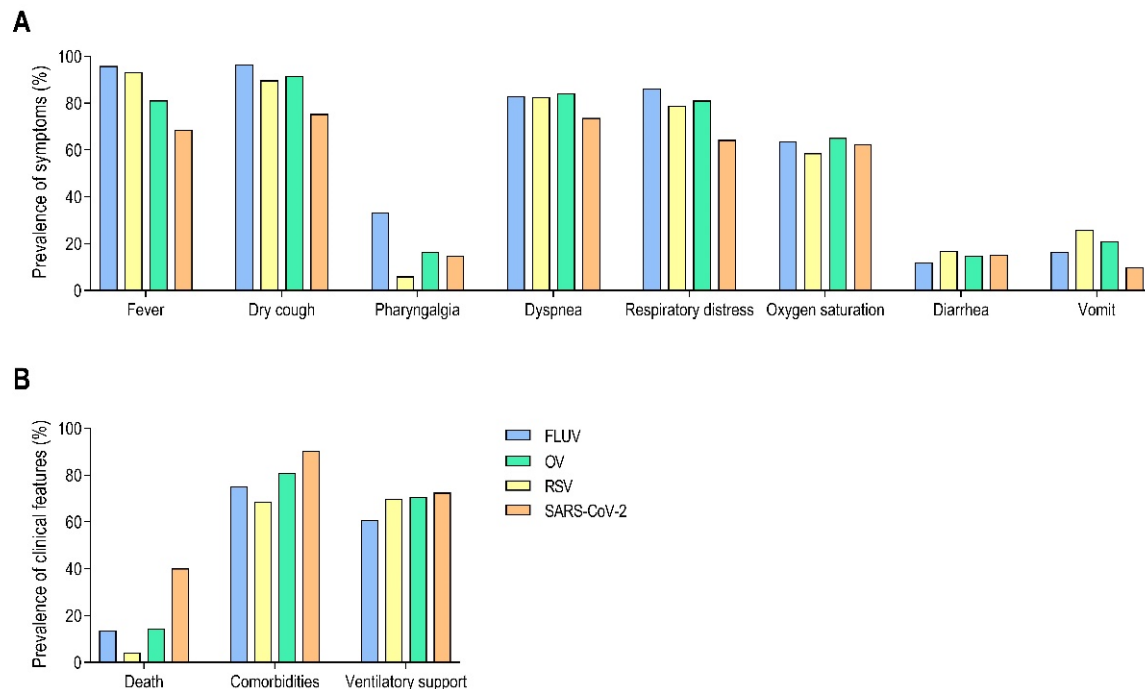 A
Prevalence of symptoms (%)
100
80
60
40
20
0
Fever Dry cough Pharyngalgia Dyspnea Respiratory distress Oxygen saturation Diarrhea Vomit
B
Prevalence of clinical features (%)
100
80
60
40
20
0
Death Comorbidities Ventilatory support
FLUV
OV
RSV
SARS-CoV-2